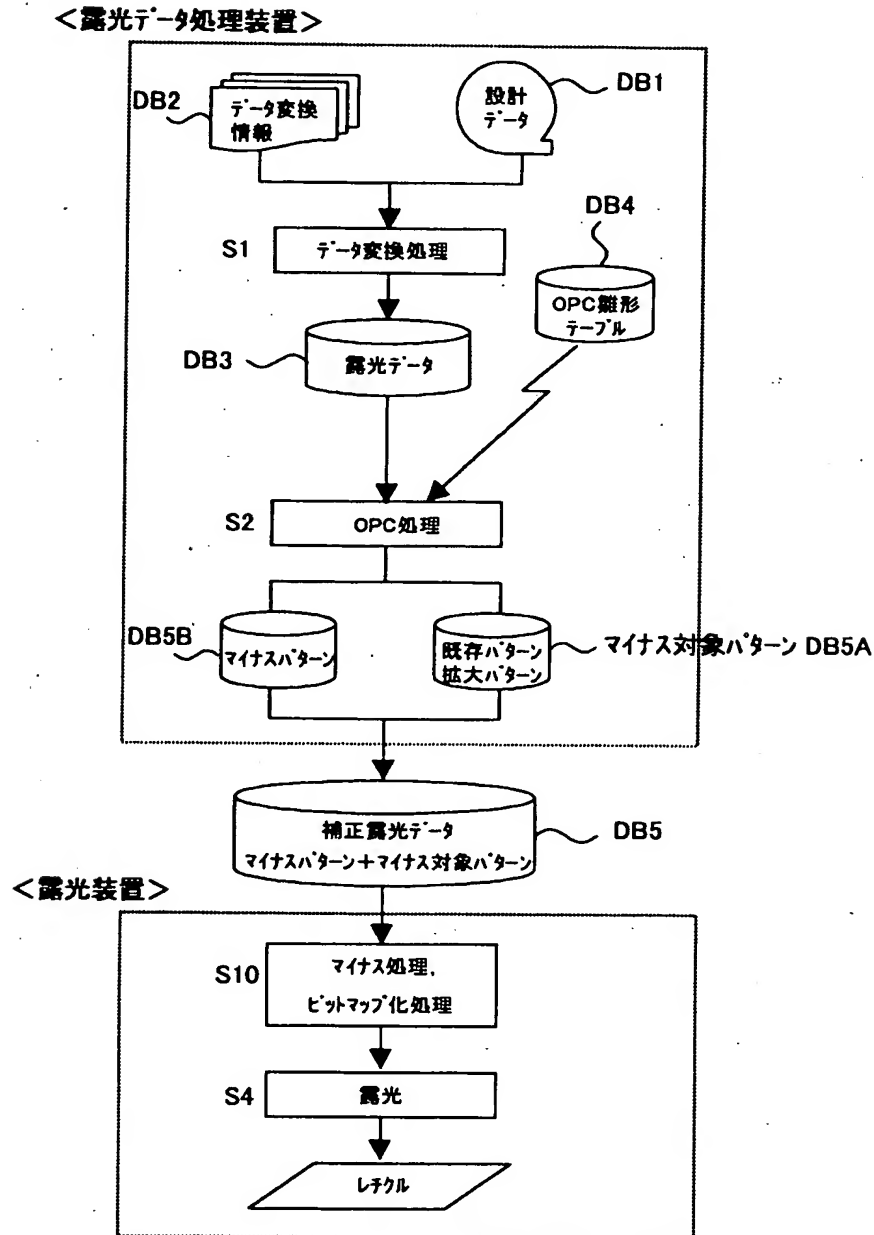 <露光データ処理装置>
DB2
データ変換
情報
設計
データ
DB1
S1
データ変換処理
DB4
OPC雛形
テーブル
DB3
露光データ
S2
OPC処理
DB5B
マイナスパターン
既存パターン
拡大パターン
マイナス対象パターン DB5A
補正露光データ
マイナスパターン+マイナス対象パターン
DB5
<露光装置>
S10
マイナス処理,
ビットマップ化処理
S4
露光
レチクル